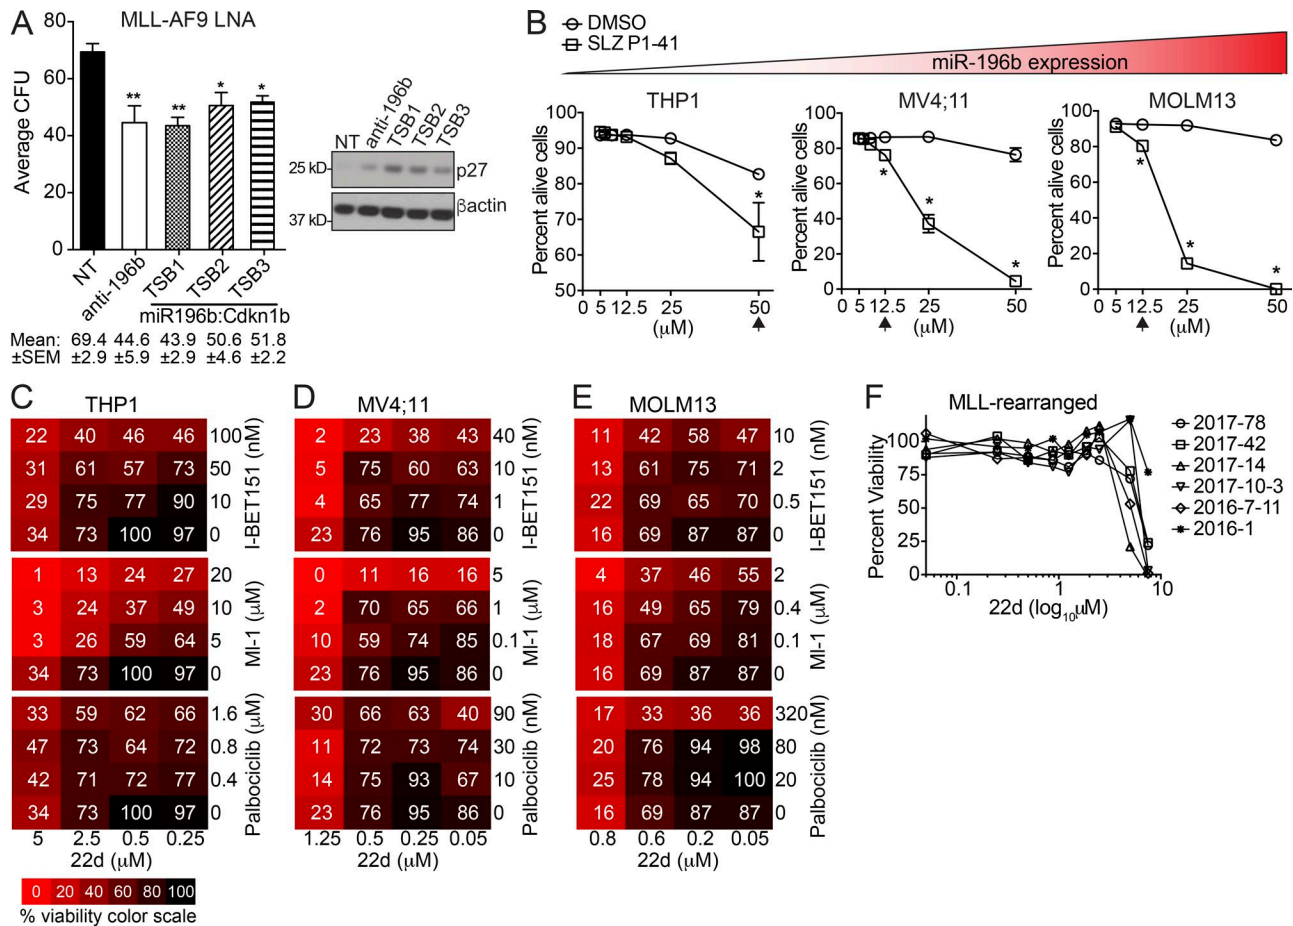 A
MLL-AF9 LNA
Average CFU
80
60
40
20
0
**
**
*
*
NT
anti-196b
TSB1
TSB2
TSB3
miR196b:Cdkn1b
Mean: 69.4 44.6 43.9 50.6 51.8
±SEM ±2.9 ±5.9 ±2.9 ±4.6 ±2.2
NT
anti-196b
TSB1
TSB2
TSB3
25 kD
p27
37 kD
βactin
B
DMSO
SLZ P1-41
miR-196b expression
THP1
Percent alive cells
100
90
80
70
60
50
*
0 5 12.5 25 50
(µM)
MV4;11
Percent alive cells
100
80
60
40
20
0
*
*
*
0 5 12.5 25 50
(µM)
MOLM13
Percent alive cells
100
80
60
40
20
0
*
*
*
0 5 12.5 25 50
(µM)
C
THP1
22 40 46 46 100
31 61 57 73 50
29 75 77 90 10
34 73 100 97 0
I-BET151 (nM)
1 13 24 27 20
3 24 37 49 10
3 26 59 64 5
34 73 100 97 0
MI-1 (µM)
33 59 62 66 1.6
47 73 64 72 0.8
42 71 72 77 0.4
34 73 100 97 0
Palbociclib (µM)
5 2.5 0.5 0.25
22d (µM)
0 20 40 60 80 100
% viability color scale
D
MV4;11
2 23 38 43 40
5 75 60 63 10
4 65 77 74 1
23 76 95 86 0
I-BET151 (nM)
0 11 16 16 5
2 70 65 66 1
10 59 74 85 0.1
23 76 95 86 0
MI-1 (µM)
30 66 63 40 90
11 72 73 74 30
14 75 93 67 10
23 76 95 86 0
Palbociclib (nM)
1.25 0.5 0.25 0.05
22d (µM)
E
MOLM13
11 42 58 47 10
13 61 75 71 2
22 69 65 70 0.5
16 69 87 87 0
I-BET151 (nM)
4 37 46 55 2
16 49 65 79 0.4
18 67 69 81 0.1
16 69 87 87 0
MI-1 (µM)
17 33 36 36 320
20 76 94 98 80
25 78 94 100 20
16 69 87 87 0
Palbociclib (nM)
0.8 0.6 0.2 0.05
22d (µM)
F
MLL-rearranged
Percent Viability
100
75
50
25
0
0.1 1 10
22d (log10µM)
2017-78
2017-42
2017-14
2017-10-3
2016-7-11
2016-1